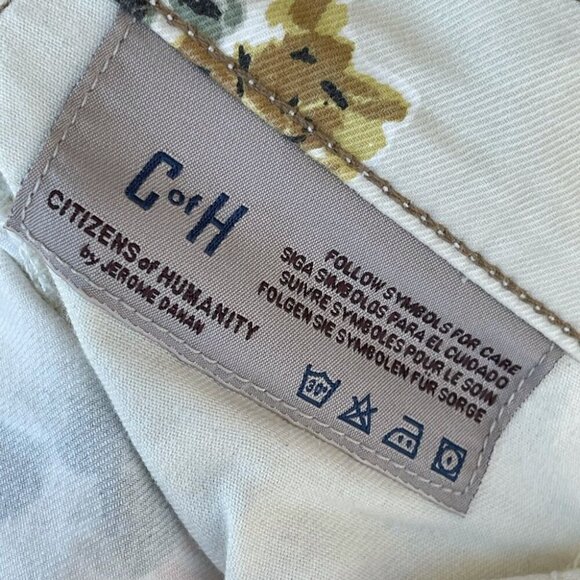 C of H
CITIZENS of HUMANITY
by JEROME DAHAN
FOLLOW SYMBOLS FOR CARE
SIGA SIMBOLOS PARA EL CUIDADO
SUIVRE SYMBOLES POUR LE SOIN
FOLGEN SIE SYMBOLEN FUR SORGE
30°